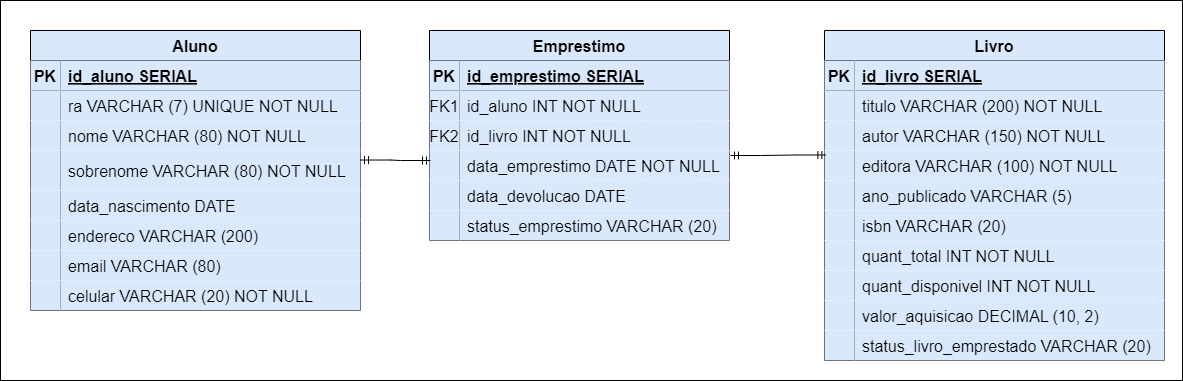 Aluno
PK id_aluno SERIAL
ra VARCHAR (7) UNIQUE NOT NULL
nome VARCHAR (80) NOT NULL
sobrenome VARCHAR (80) NOT NULL
data_nascimento DATE
endereco VARCHAR (200)
email VARCHAR (80)
celular VARCHAR (20) NOT NULL
Emprestimo
PK id_emprestimo SERIAL
FK1 id_aluno INT NOT NULL
FK2 id_livro INT NOT NULL
data_emprestimo DATE NOT NULL
data_devolucao DATE
status_emprestimo VARCHAR (20)
Livro
PK id_livro SERIAL
titulo VARCHAR (200) NOT NULL
autor VARCHAR (150) NOT NULL
editora VARCHAR (100) NOT NULL
ano_publicado VARCHAR (5)
isbn VARCHAR (20)
quant_total INT NOT NULL
quant_disponivel INT NOT NULL
valor_aquisicao DECIMAL (10, 2)
status_livro_emprestado VARCHAR (20)